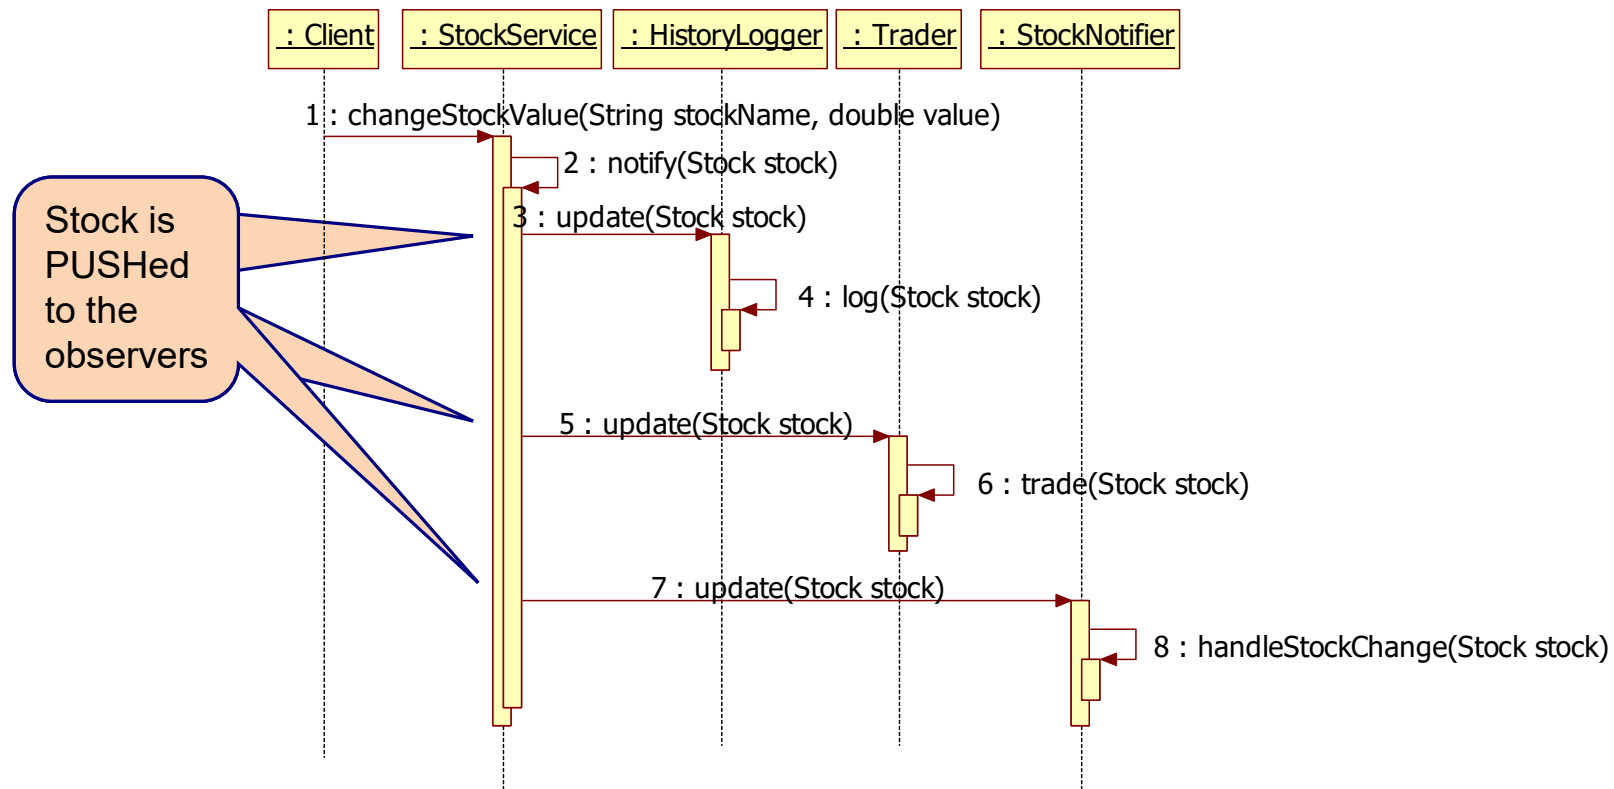 : Client
: StockService
: HistoryLogger
: Trader
: StockNotifier
1 : changeStockValue(String stockName, double value)
2 : notify(Stock stock)
3 : update(Stock stock)
Stock is
PUSHed
to the
observers
4 : log(Stock stock)
5 : update(Stock stock)
6 : trade(Stock stock)
7 : update(Stock stock)
8 : handleStockChange(Stock stock)